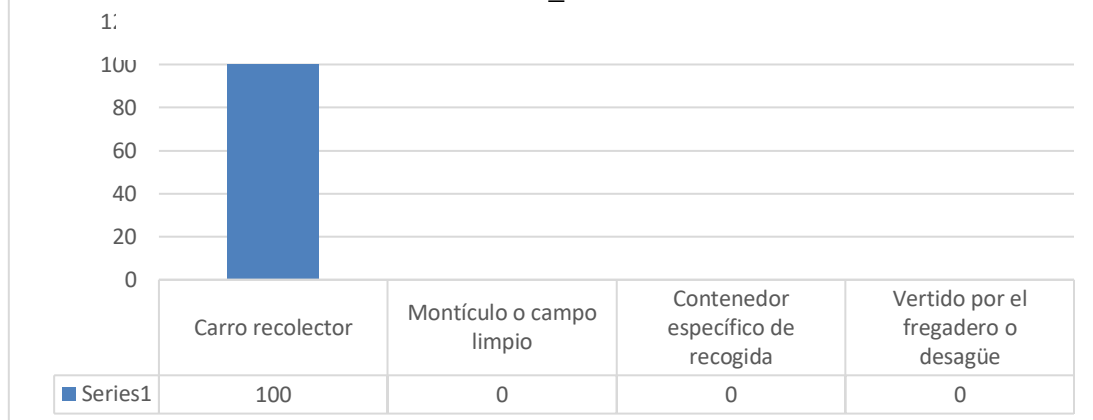 100
80
60
40
20
0
Carro recolector
Montículo o campo
limpio
Contenedor
específico de
recogida
Vertido por el
fregadero o
desagüe
Series1 100 0 0 0